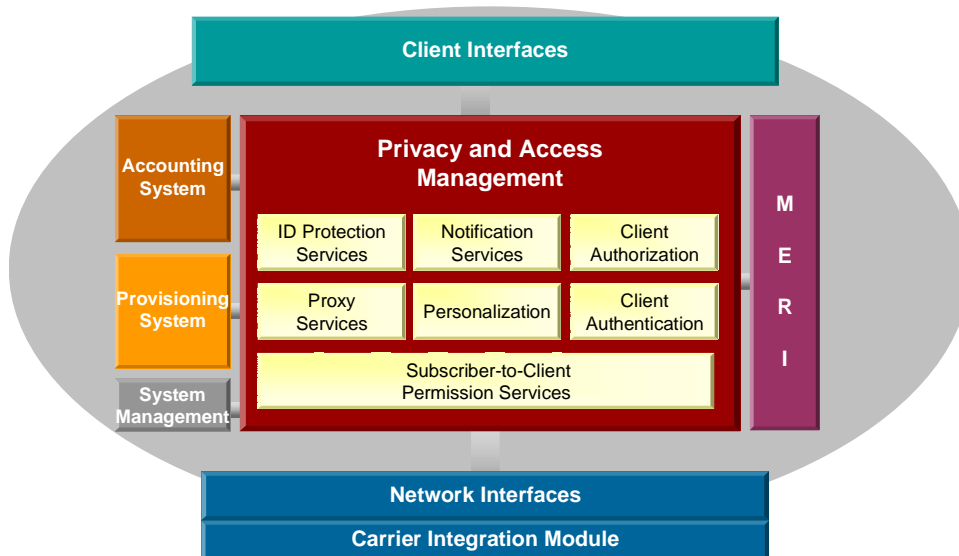 Client Interfaces
Accounting
System
Provisioning
System
System
Management
Privacy and Access
Management
ID Protection
Services
Notification
Services
Client
Authorization
Proxy
Services
Personalization
Client
Authentication
Subscriber-to-Client
Permission Services
M
E
R
I
Network Interfaces
Carrier Integration Module